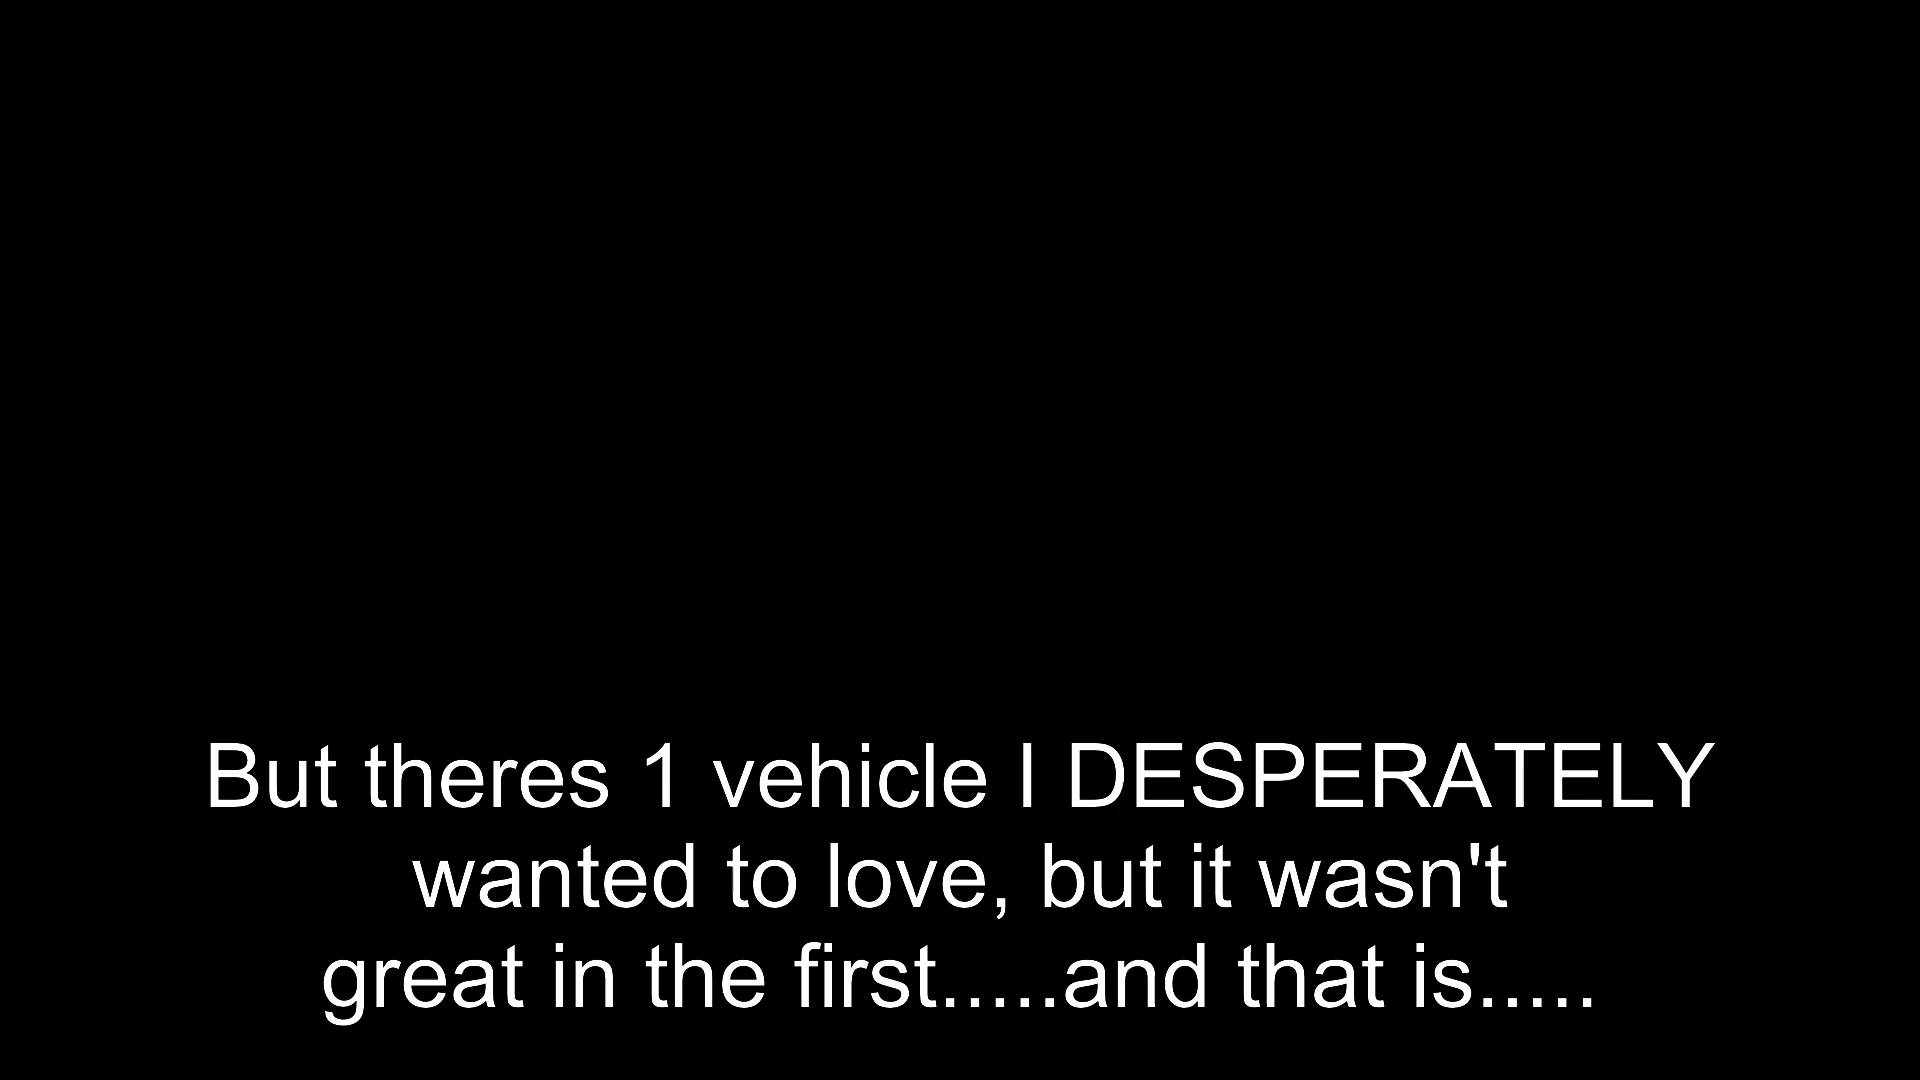 But theres 1 vehicle I DESPERATELY
wanted to love, but it wasn't
great in the first.....and that is.....